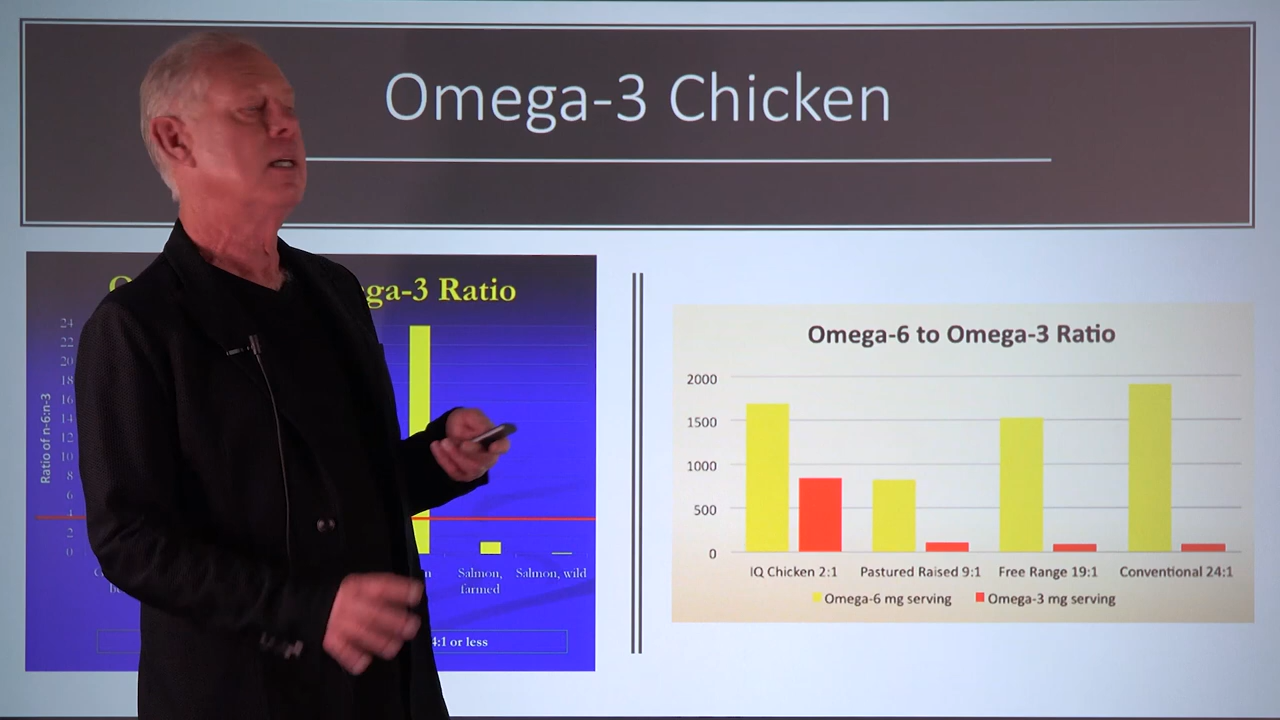 Omega-3 Chicken
ga-3 Ratio
24
22
20
18
16
14
12
10
8
6
4
2
0
Ratio of n-6:n-3
Salmon, farmed
Salmon, wild
4:1 or less
Omega-6 to Omega-3 Ratio
2000
1500
1000
500
0
IQ Chicken 2:1
Pastured Raised 9:1
Free Range 19:1
Conventional 24:1
Omega-6 mg serving
Omega-3 mg serving